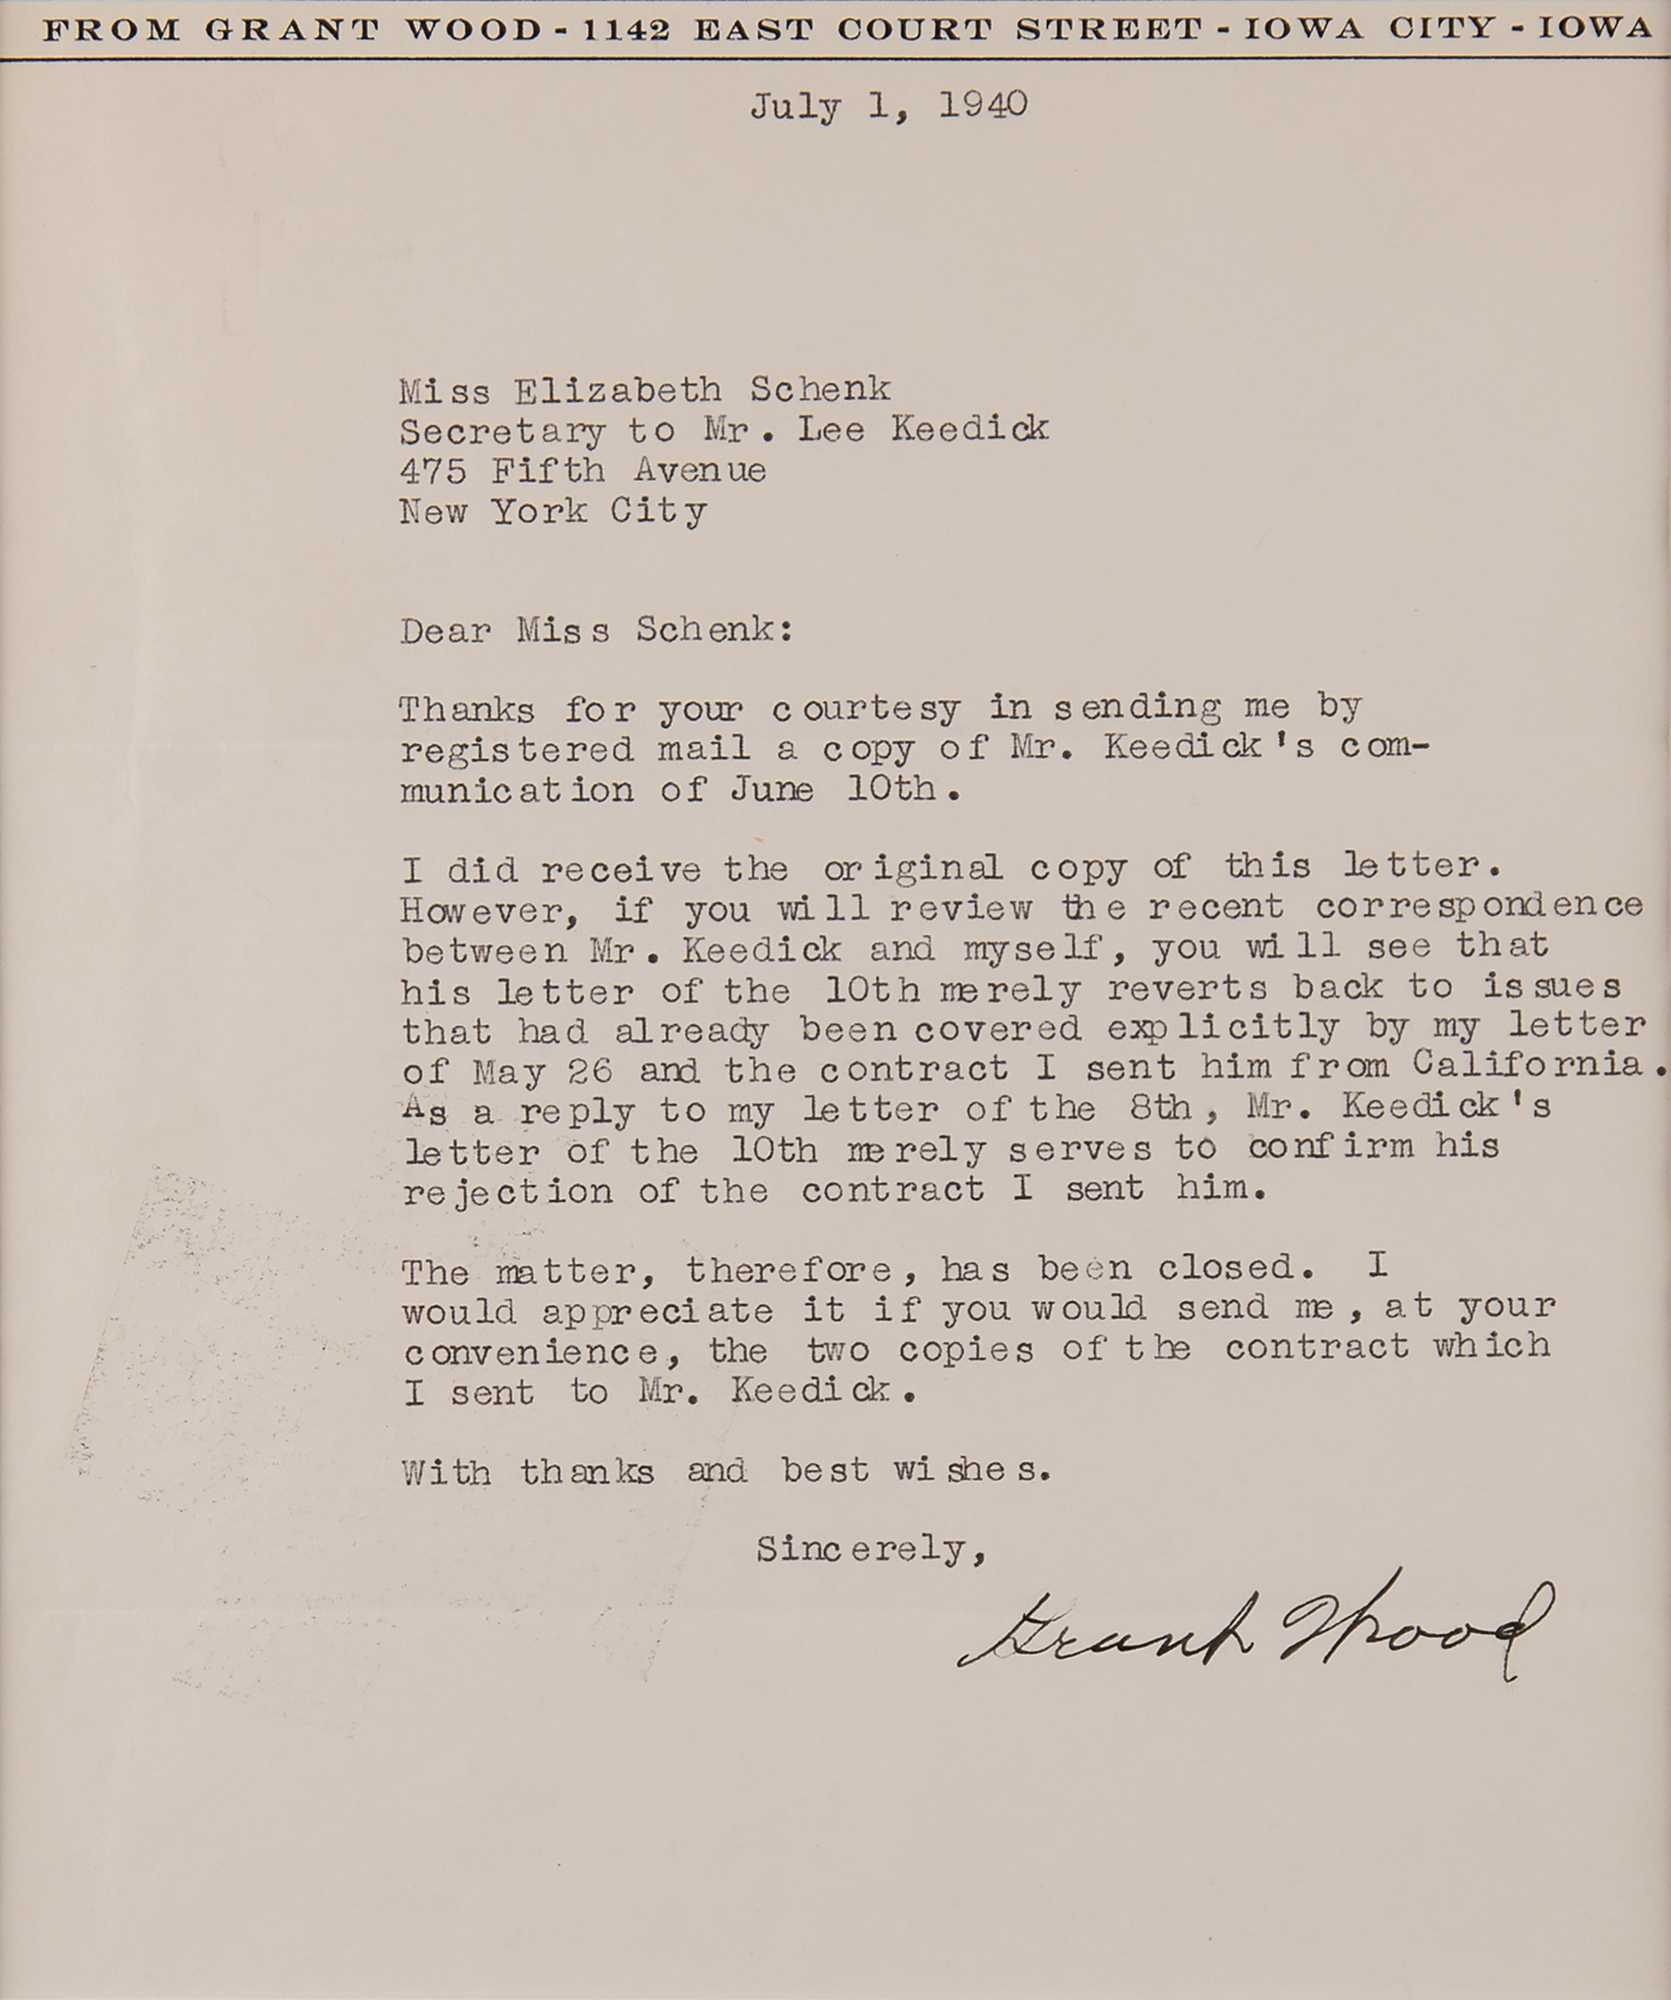 FROM GRANT WOOD - 1142 EAST COURT STREET - IOWA CITY - IOWA
July 1, 1940
Miss Elizabeth Schenk
Secretary to Mr. Lee Keedick
475 Fifth Avenue
New York City
Dear Miss Schenk:
Thanks for your courtesy in sending me by
registered mail a copy of Mr. Keedick's com-
munication of June 10th.
I did receive the original copy of this letter.
However, if you will review the recent correspondence
between Mr. Keedick and myself, you will see that
his letter of the 10th merely reverts back to issues
that had already been covered explicitly by my letter
of May 26 and the contract I sent him from California.
As a reply to my letter of the 8th, Mr. Keedick's
letter of the 10th merely serves to confirm his
rejection of the contract I sent him.
The matter, therefore, has been closed. I
would appreciate it if you would send me, at your
convenience, the two copies of the contract which
I sent to Mr. Keedick.
With thanks and best wishes.
Sincerely,
Grant Wood